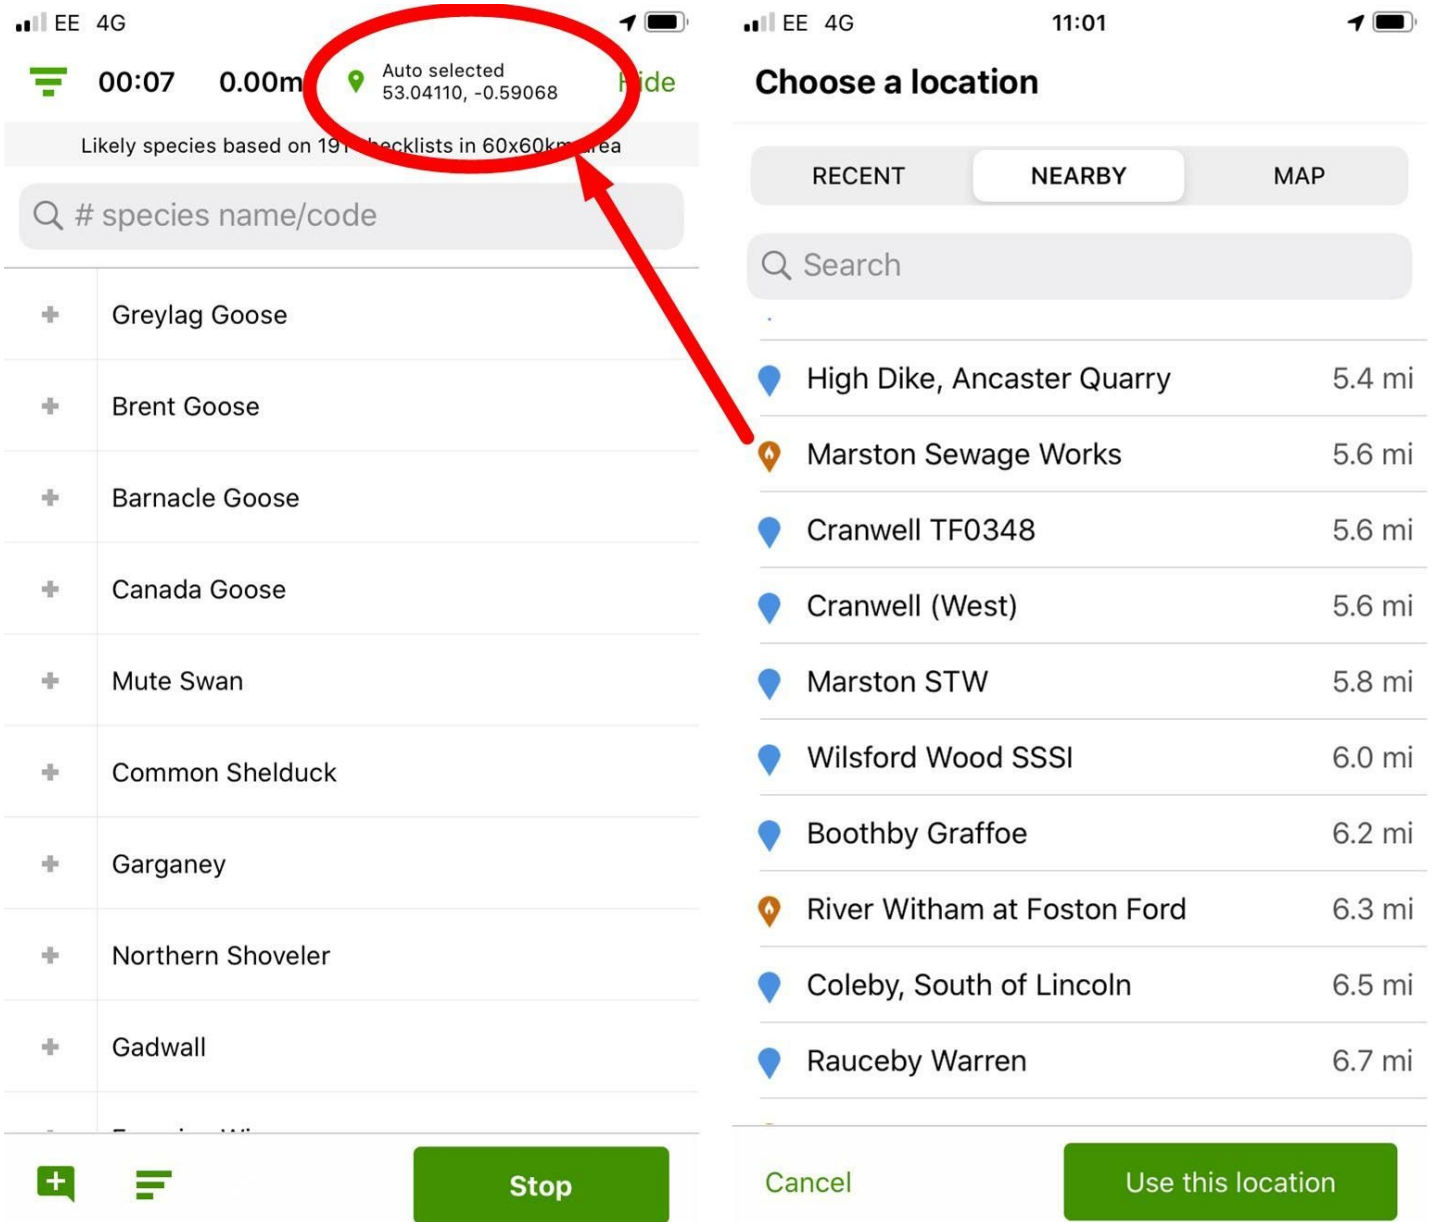 EE 4G
00:07 0.00m
Auto selected
53.04110, -0.59068
Hide
Likely species based on 191 checklists in 60x60km area
# species name/code
Greylag Goose
Brent Goose
Barnacle Goose
Canada Goose
Mute Swan
Common Shelduck
Garganey
Northern Shoveler
Gadwall
Stop
EE 4G 11:01
Choose a location
RECENT NEARBY MAP
Search
High Dike, Ancaster Quarry 5.4 mi
Marston Sewage Works 5.6 mi
Cranwell TF0348 5.6 mi
Cranwell (West) 5.6 mi
Marston STW 5.8 mi
Wilsford Wood SSSI 6.0 mi
Boothby Graffoe 6.2 mi
River Witham at Foston Ford 6.3 mi
Coleby, South of Lincoln 6.5 mi
Rauceby Warren 6.7 mi
Cancel Use this location